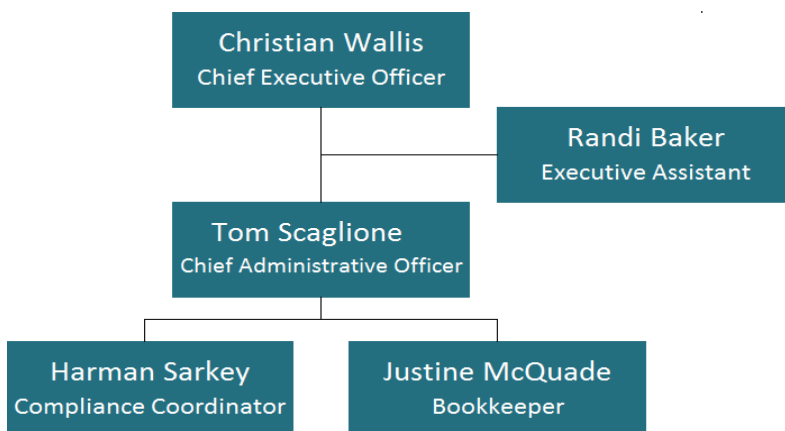 Christian Wallis
Chief Executive Officer
Randi Baker
Executive Assistant
Tom Scaglione
Chief Administrative Officer
Harman Sarkey
Compliance Coordinator
Justine McQuade
Bookkeeper